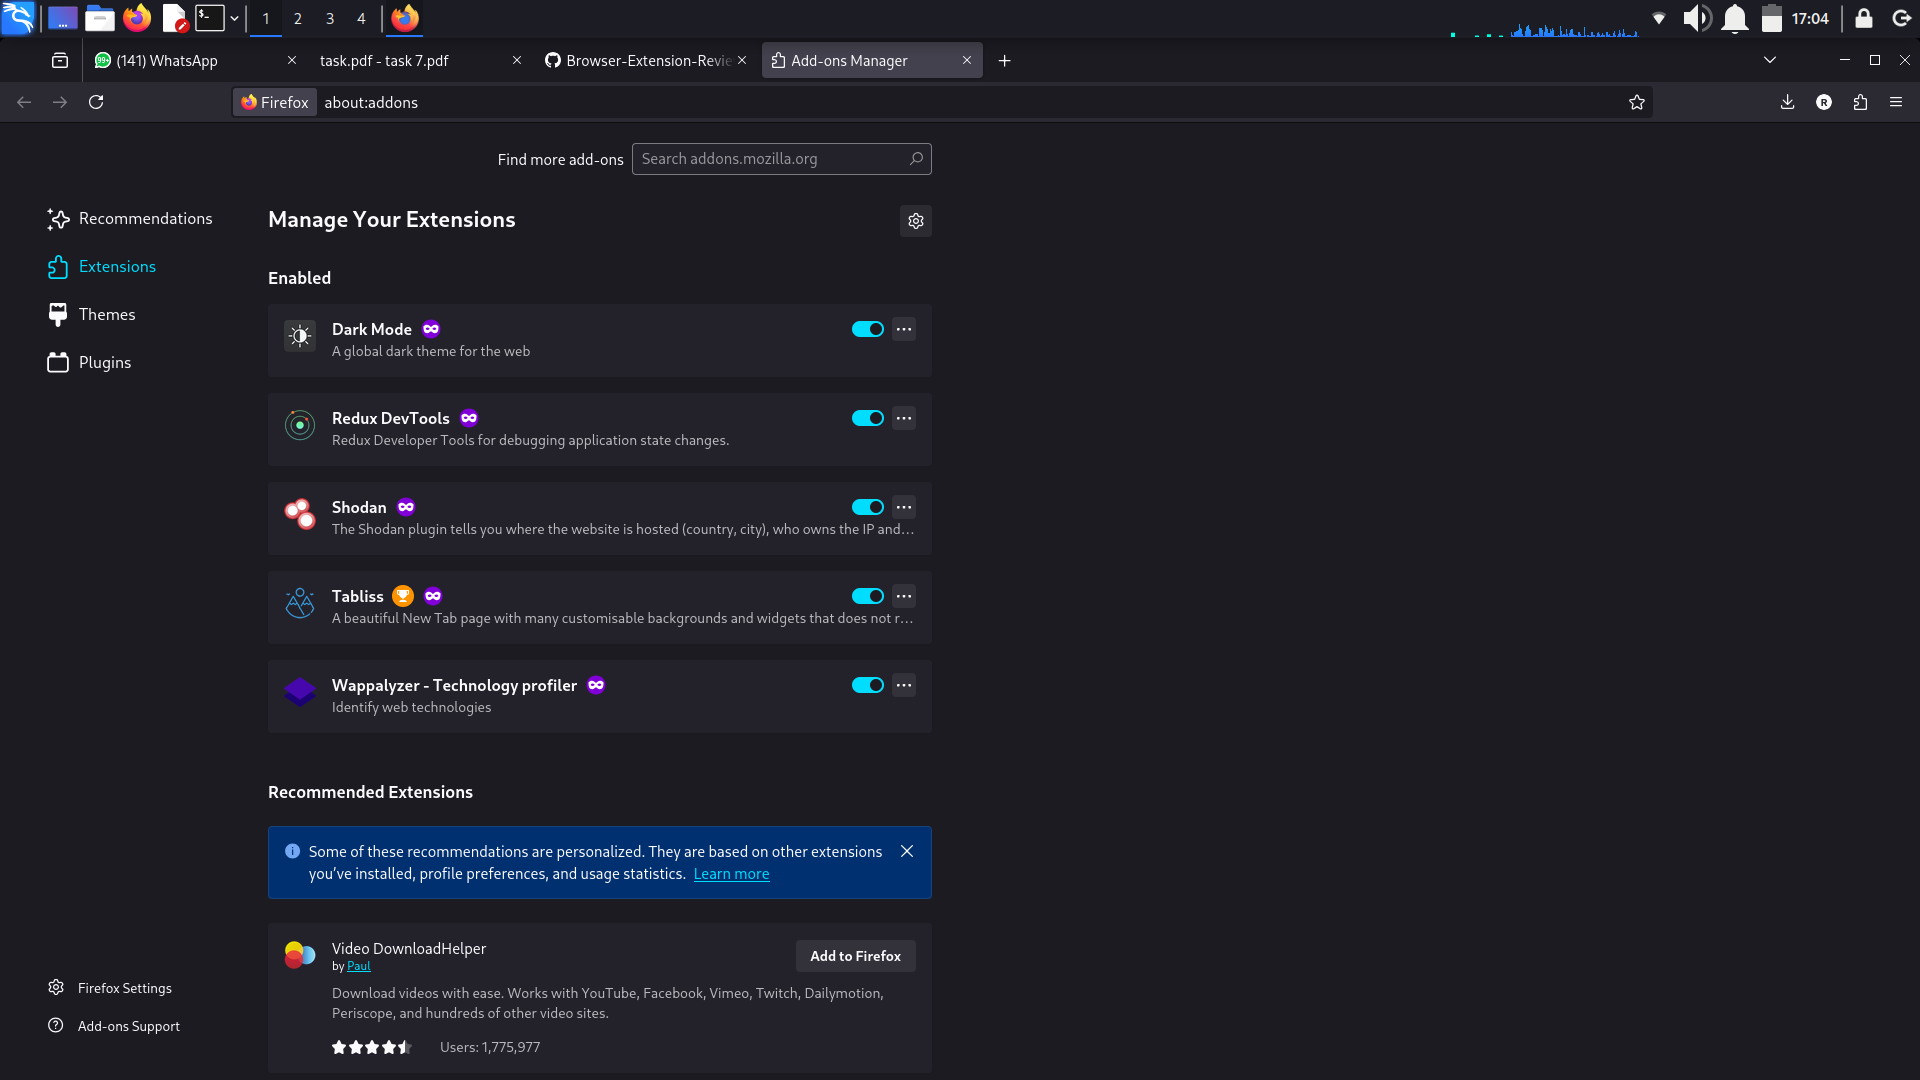 1 2 3 4
17:04
99+ (141) WhatsApp
task.pdf - task 7.pdf
Browser-Extension-Revie
Add-ons Manager
Firefox about:addons
R
Find more add-ons
Search addons.mozilla.org
Recommendations
Extensions
Themes
Plugins
Manage Your Extensions
Enabled
Dark Mode
A global dark theme for the web
Redux DevTools
Redux Developer Tools for debugging application state changes.
Shodan
The Shodan plugin tells you where the website is hosted (country, city), who owns the IP and…
Tabliss
A beautiful New Tab page with many customisable backgrounds and widgets that does not r…
Wappalyzer - Technology profiler
Identify web technologies
Recommended Extensions
Some of these recommendations are personalized. They are based on other extensions
you’ve installed, profile preferences, and usage statistics. Learn more
Video DownloadHelper
by Paul
Add to Firefox
Download videos with ease. Works with YouTube, Facebook, Vimeo, Twitch, Dailymotion,
Periscope, and hundreds of other video sites.
Users: 1,775,977
Firefox Settings
Add-ons Support